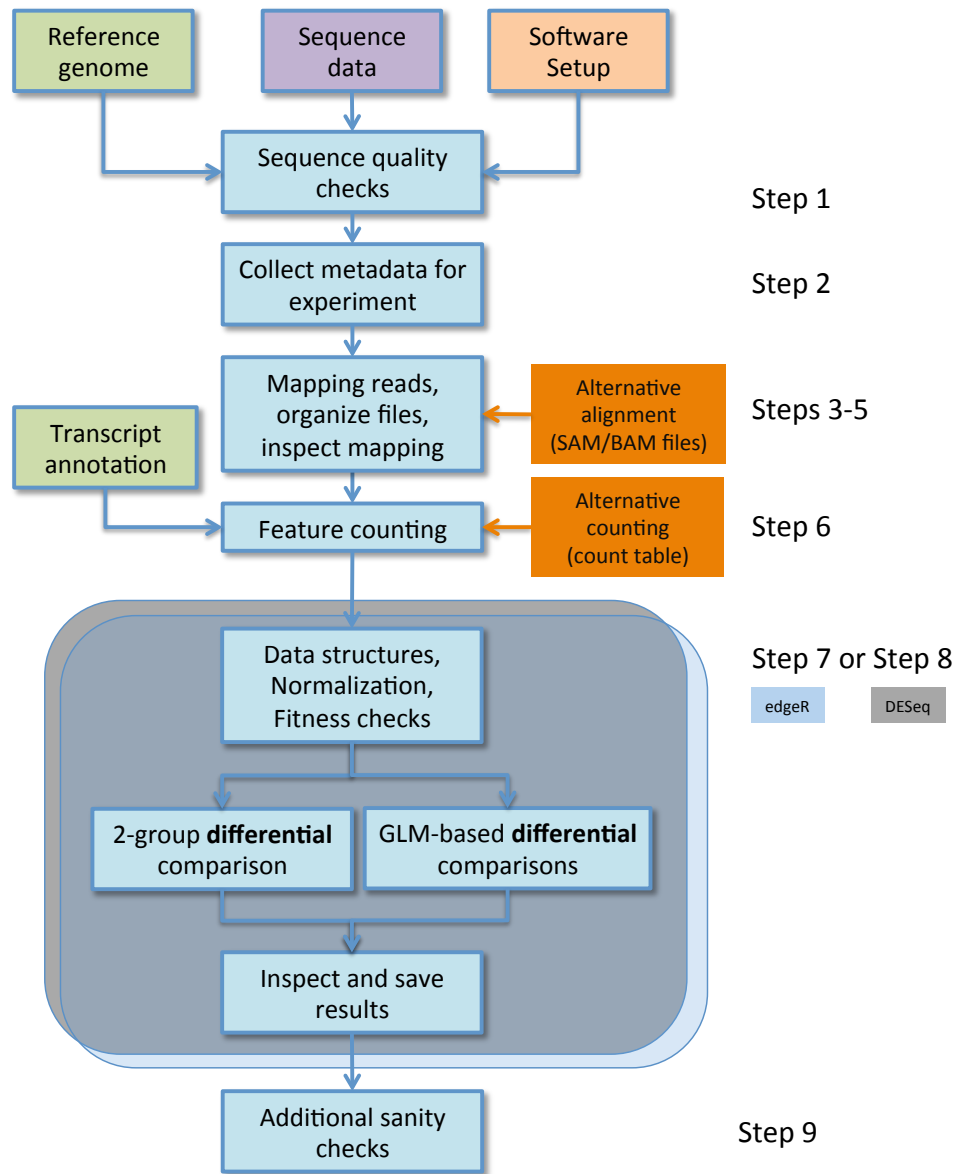 Reference
genome
Sequence
data
Software
Setup
Sequence quality
checks
Step 1
Collect metadata for
experiment
Step 2
Mapping reads,
organize files,
inspect mapping
Alternative
alignment
(SAM/BAM files)
Steps 3-5
Transcript
annotation
Feature counting
Alternative
counting
(count table)
Step 6
Data structures,
Normalization,
Fitness checks
Step 7 or Step 8
edgeR
DESeq
2-group differential
comparison
GLM-based differential
comparisons
Inspect and save
results
Additional sanity
checks
Step 9